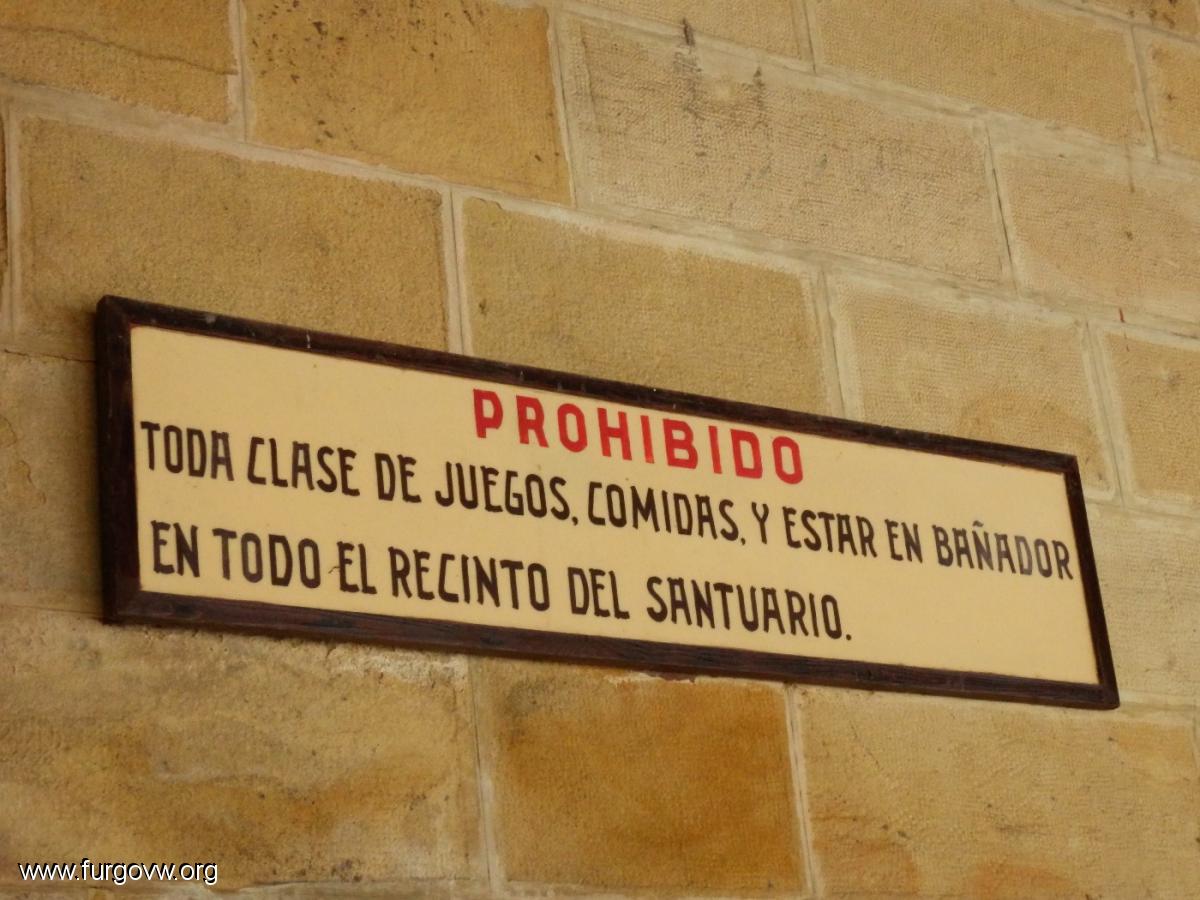 PROHIBIDO
TODA CLASE DE JUEGOS, COMIDAS, Y ESTAR EN BAÑADOR
EN TODO EL RECINTO DEL SANTUARIO.
www.furgovw.org